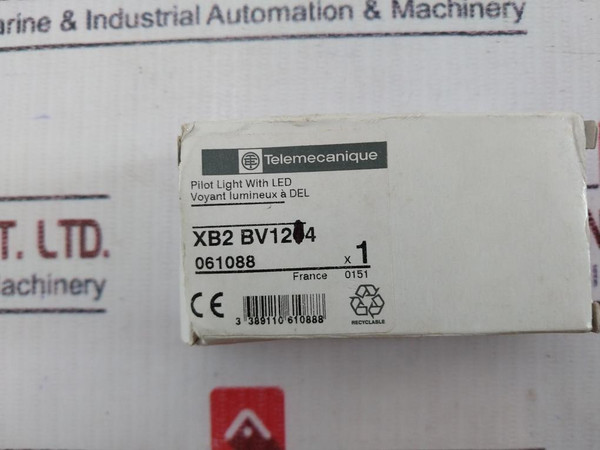 arine & Industrial Automation & Machinery
Telemecanique
Pilot Light With LED
Voyant lumineux à DEL
XB2 BV124
061088 x 1
France 0151
CE
3 389110 610888
RECYCLABLE
T. LTD.
achinery